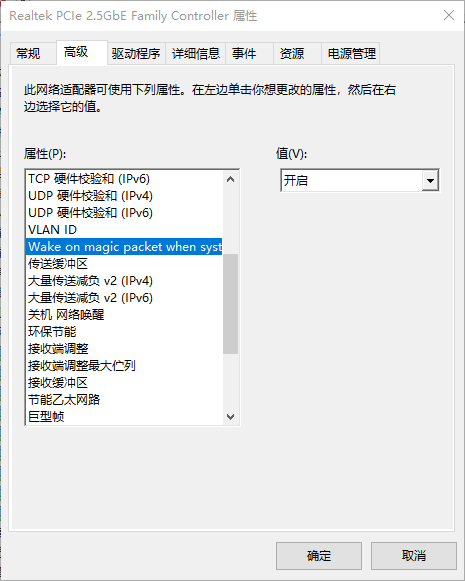 Realtek PCIe 2.5GbE Family Controller 属性
常规 高级 驱动程序 详细信息 事件 资源 电源管理
此网络适配器可使用下列属性。在左边单击你想更改的属性，然后在右
边选择它的值。
属性(P): 值(V):
TCP 硬件校验和 (IPv6) 开启
UDP 硬件校验和 (IPv4)
UDP 硬件校验和 (IPv6)
VLAN ID
Wake on magic packet when syst
传送缓冲区
大量传送减负 v2 (IPv4)
大量传送减负 v2 (IPv6)
关机 网络唤醒
环保节能
接收端调整
接收端调整最大伫列
接收缓冲区
节能乙太网路
巨型帧
确定 取消